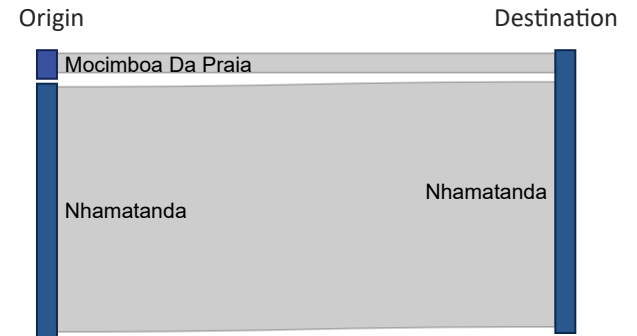 Origin
Destination
Mocimboa Da Praia
Nhamatanda
Nhamatanda